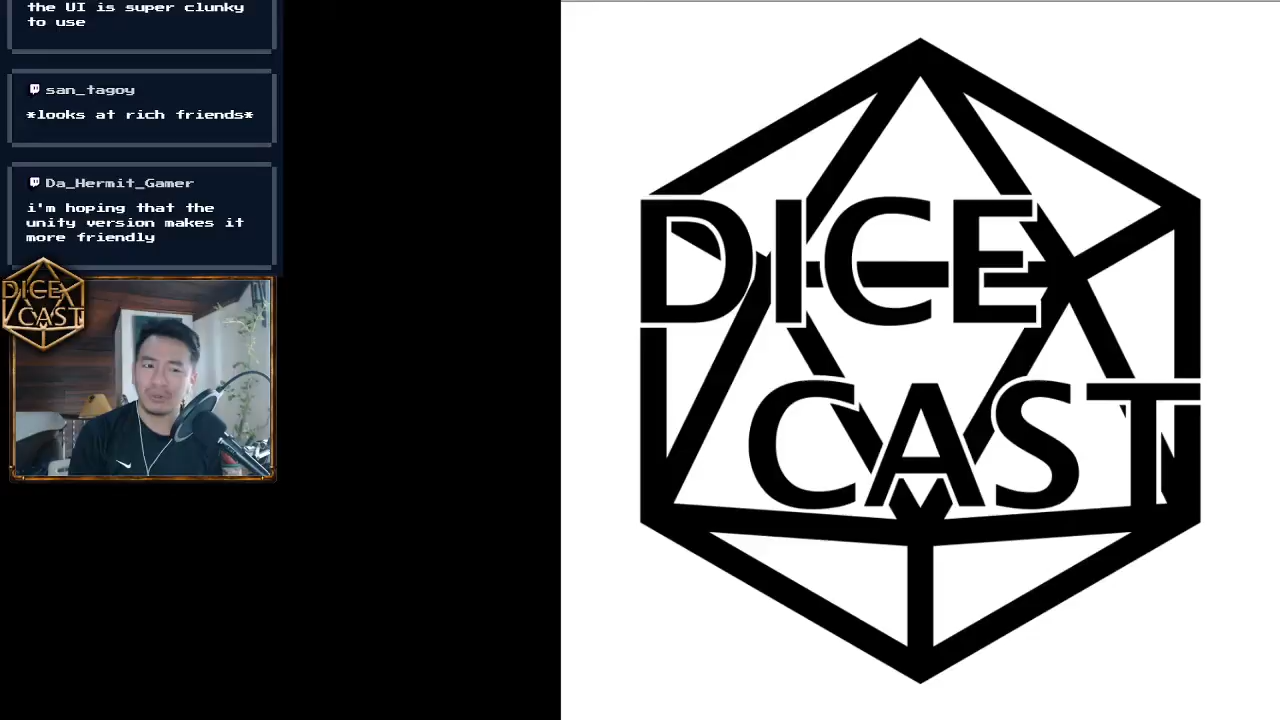 the UI is super clunky
to use
san_tagoy
*looks at rich friends*
Da_Hermit_Gamer
i'm hoping that the
unity version makes it
more friendly
DICE
CAST
DICE
CAST